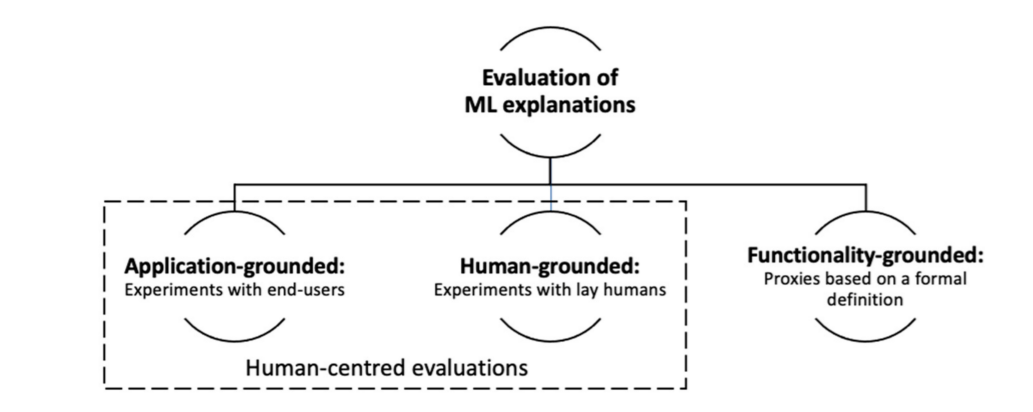 Evaluation of
ML explanations
Application-grounded:
Experiments with end-users
Human-grounded:
Experiments with lay humans
Functionality-grounded:
Proxies based on a formal
definition
Human-centred evaluations